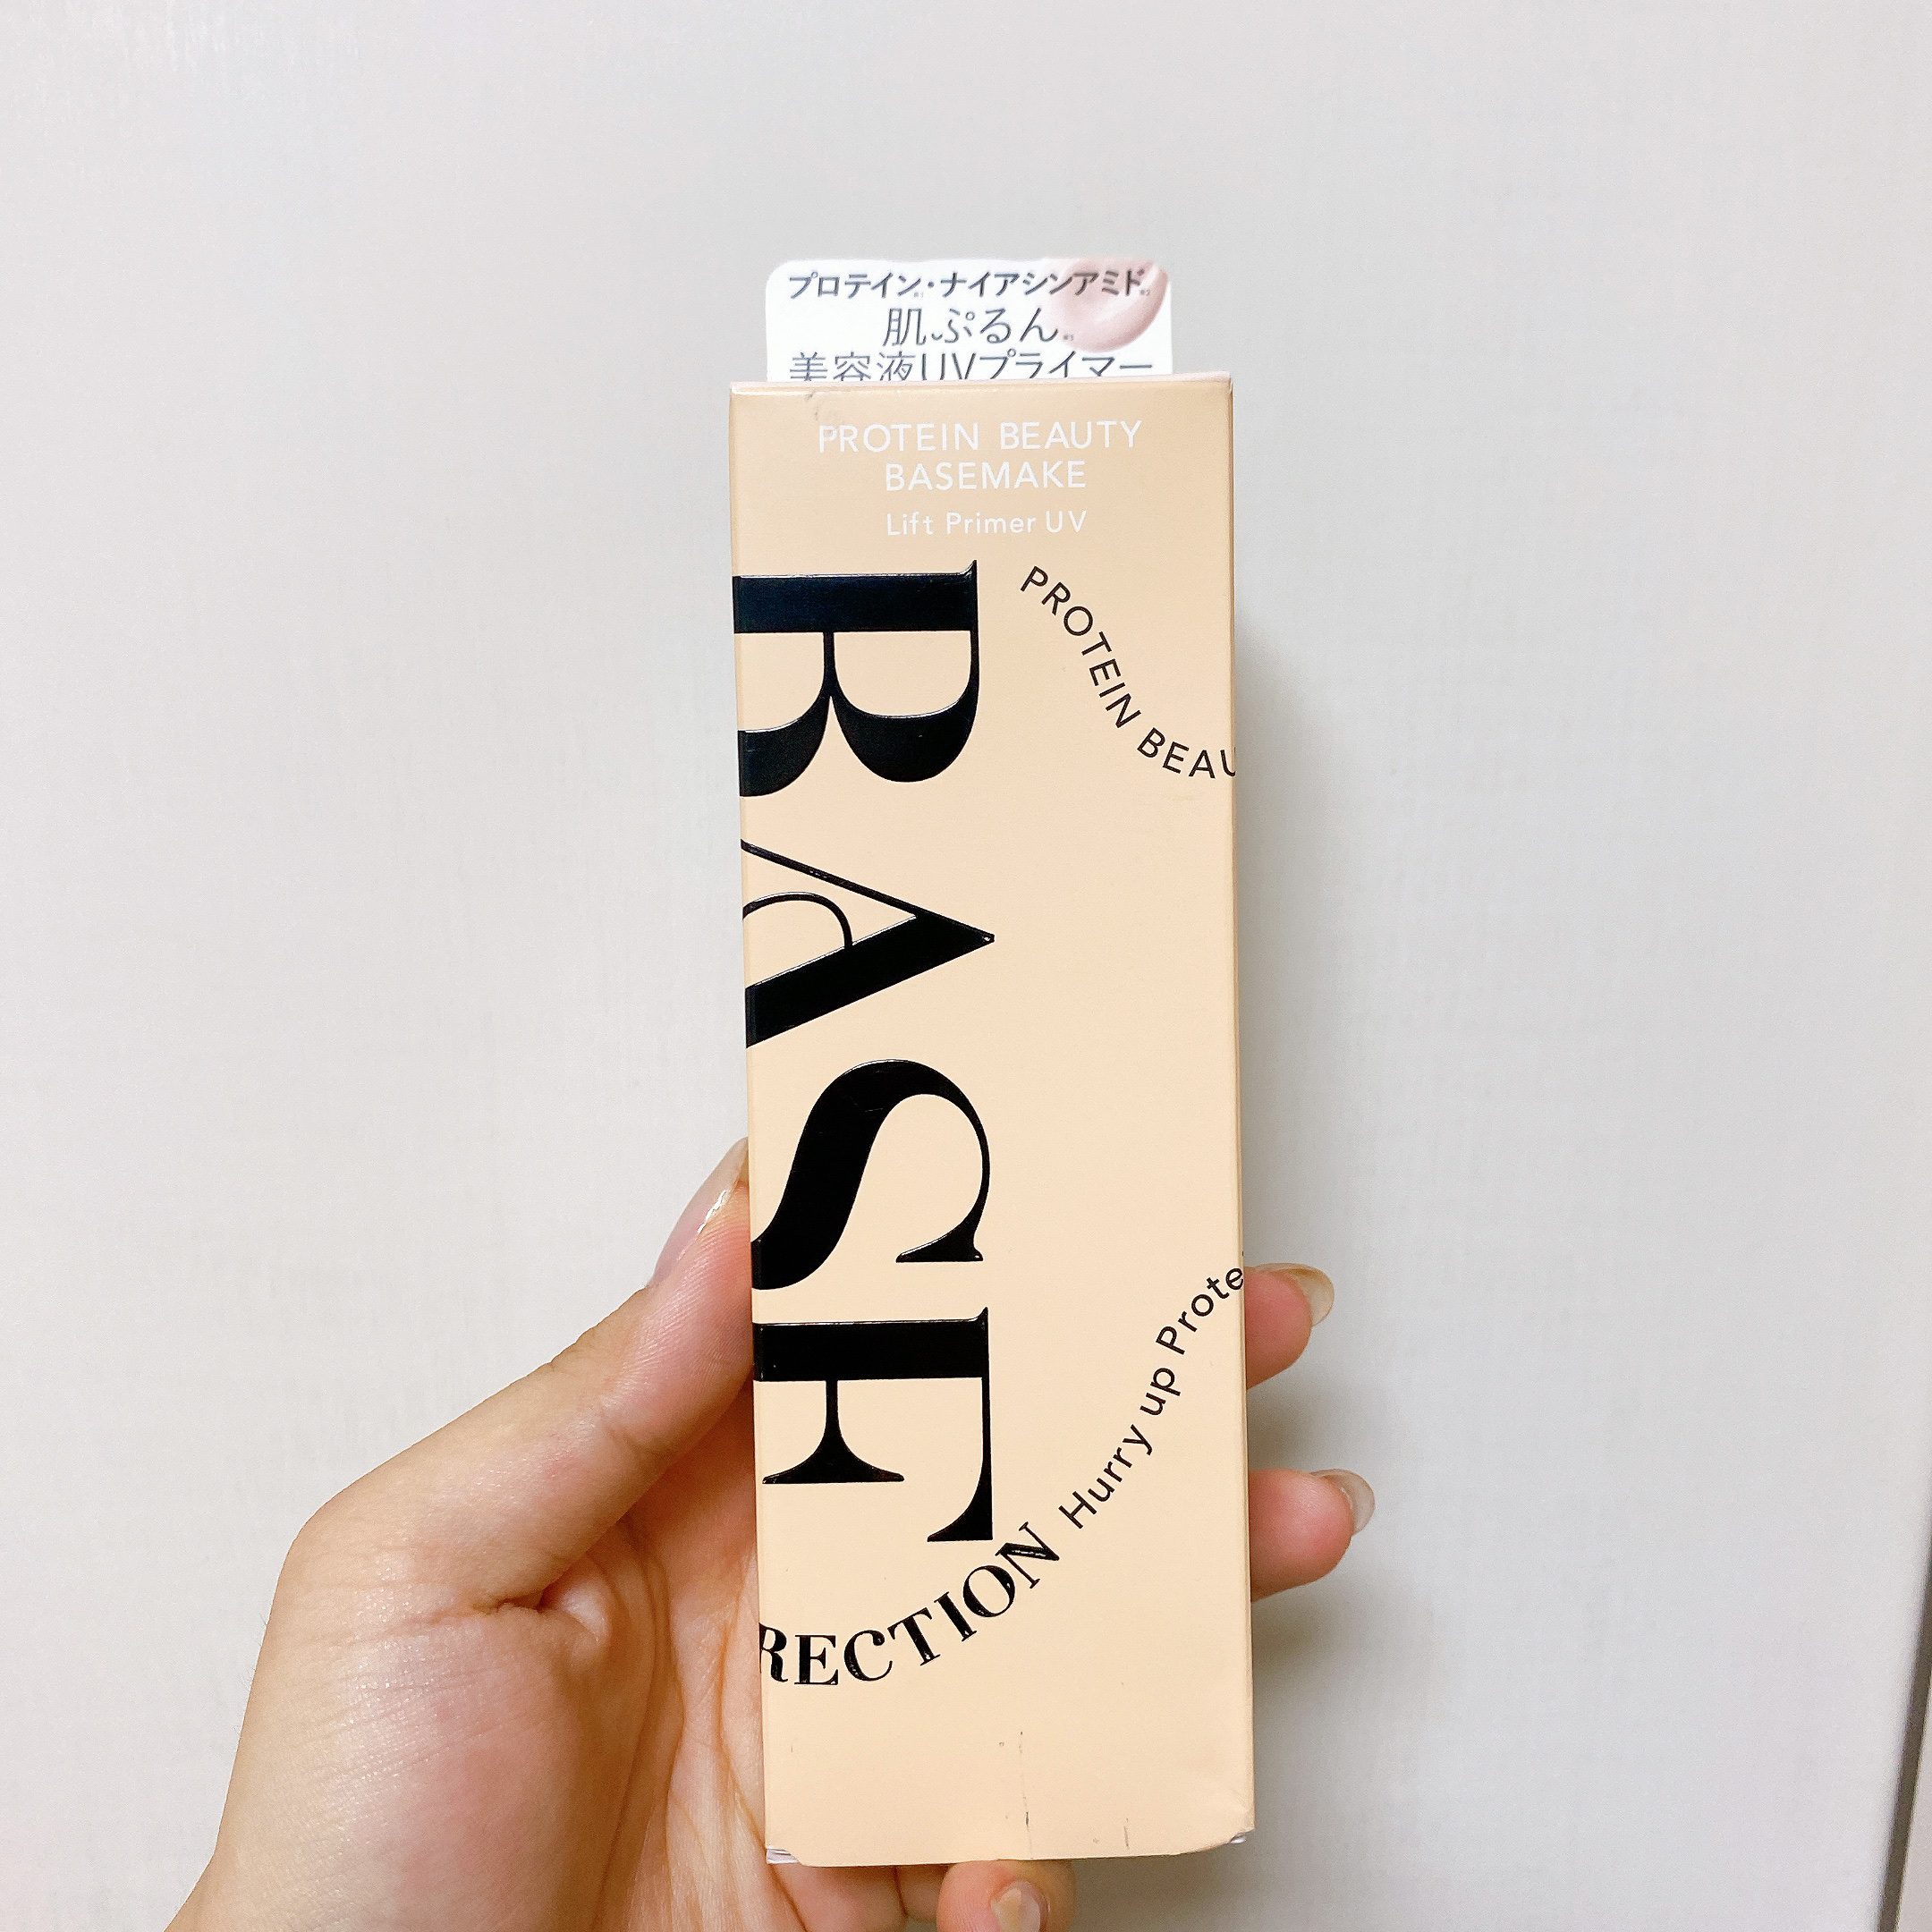 プロテイン・ナイアシンアミド
肌ぷるん
美容液UVプライマー
PROTEIN BEAUTY
BASEMAKE
Lift Primer UV
PROTEIN BEAU
BASE
RECTION Hurry up Prote